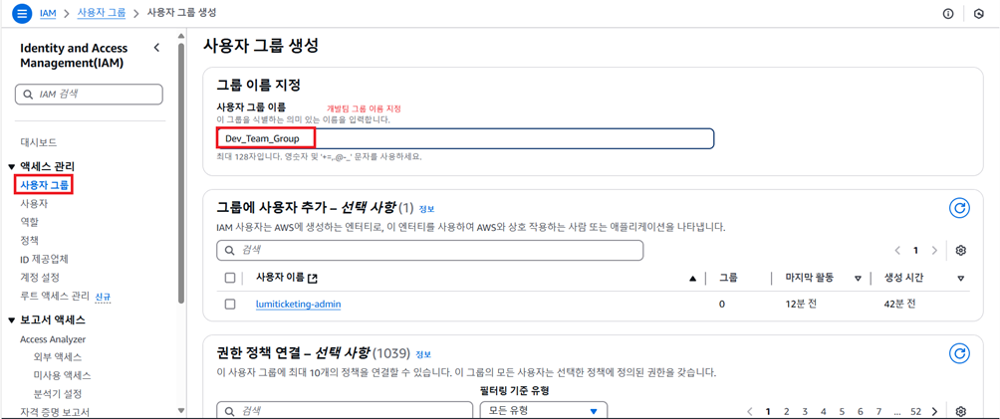 IAM > 사용자 그룹 > 사용자 그룹 생성
Identity and Access Management(IAM)
IAM 검색
대시보드
액세스 관리
사용자 그룹
사용자
역할
정책
ID 제공업체
계정 설정
루트 액세스 관리 신규
보고서 액세스
Access Analyzer
외부 액세스
미사용 액세스
분석기 설정
자격 증명 보고서
사용자 그룹 생성
그룹 이름 지정
사용자 그룹 이름 개발팀 그룹 이름 지정
이 그룹을 식별하는 의미 있는 이름을 입력합니다.
Dev_Team_Group
최대 128자입니다. 영숫자 및 '+=,.@-_' 문자를 사용하세요.
그룹에 사용자 추가 – 선택 사항 (1) 정보
IAM 사용자는 AWS에 생성하는 엔터티로, 이 엔터티를 사용하여 AWS와 상호 작용하는 사람 또는 애플리케이션을 나타냅니다.
검색
1
사용자 이름 그룹 마지막 활동 생성 시간
lumiticketing-admin 0 12분 전 42분 전
권한 정책 연결 – 선택 사항 (1039) 정보
이 사용자 그룹에 최대 10개의 정책을 연결할 수 있습니다. 이 그룹의 모든 사용자는 선택한 정책에 정의된 권한을 갖습니다.
필터링 기준 유형
검색 모든 유형 1 2 3 4 5 6 7 ... 52